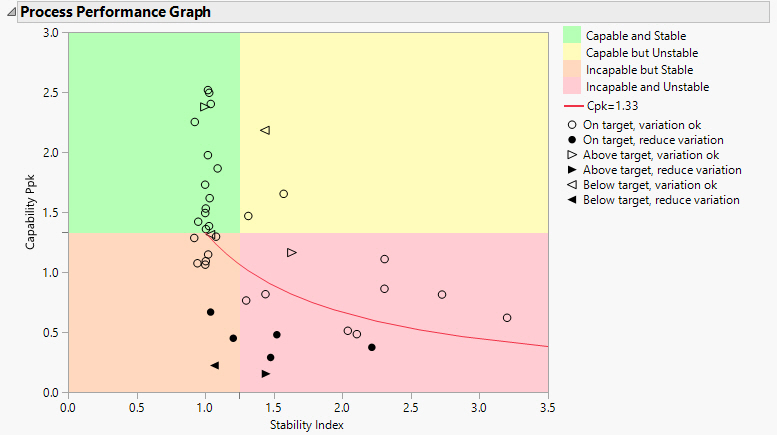 Process Performance Graph
3.0
2.5
2.0
1.5
1.0
0.5
0.0
Capability Ppk
0.0 0.5 1.0 1.5 2.0 2.5 3.0 3.5
Stability Index
Capable and Stable
Capable but Unstable
Incapable but Stable
Incapable and Unstable
Cpk=1.33
On target, variation ok
On target, reduce variation
Above target, variation ok
Above target, reduce variation
Below target, variation ok
Below target, reduce variation